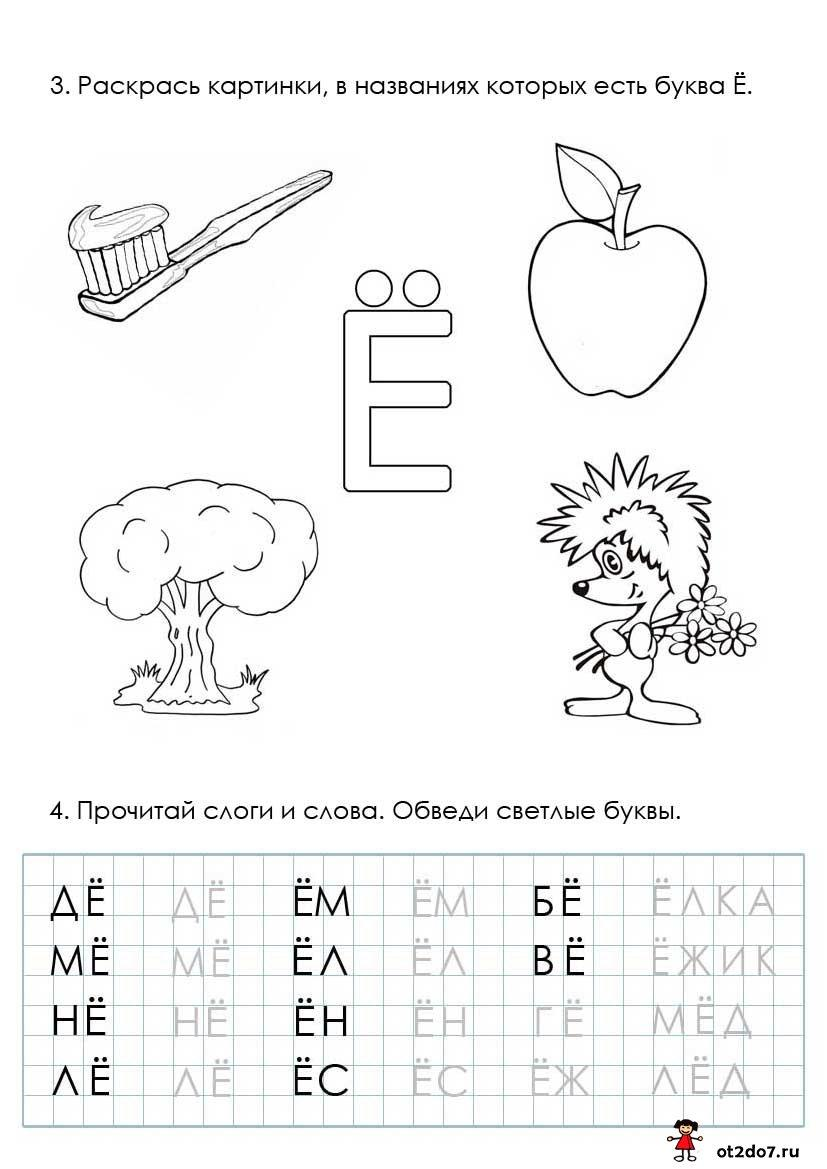 3. Раскрась картинки, в названиях которых есть буква Ё.
Ё
4. Прочитай слоги и слова. Обведи светлые буквы.
ДЁ ДЁ ЁМ ЁМ БЁ ЁЛКА
МЁ МЁ ЁЛ ЁЛ ВЁ ЁЖИК
НЁ НЁ ЁН ЁН ГЁ МЁД
ЛЁ ЛЁ ЁС ЁС ЁЖ ЛЁД
ot2do7.ru